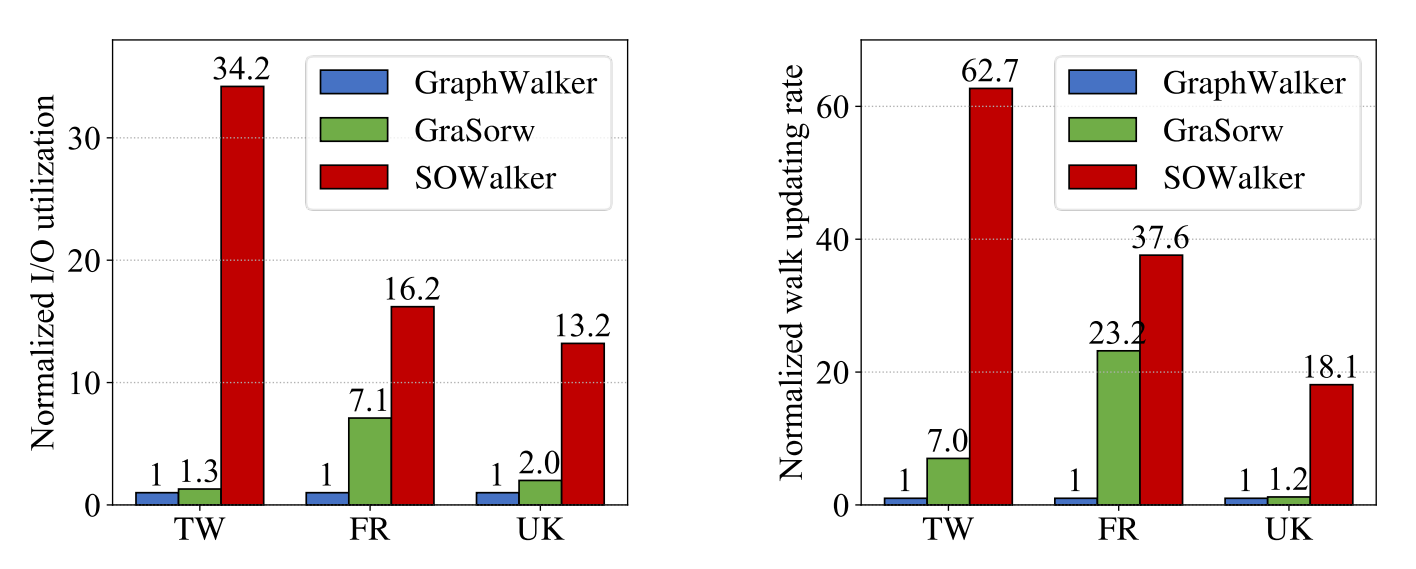 Normalized I/O utilization
30
20
10
0
34.2
16.2
13.2
7.1
1 1.3
1
1 2.0
TW FR UK
GraphWalker
GraSorw
SOWalker
Normalized walk updating rate
60
40
20
0
62.7
37.6
23.2
18.1
1 7.0
1
1 1.2
TW FR UK
GraphWalker
GraSorw
SOWalker